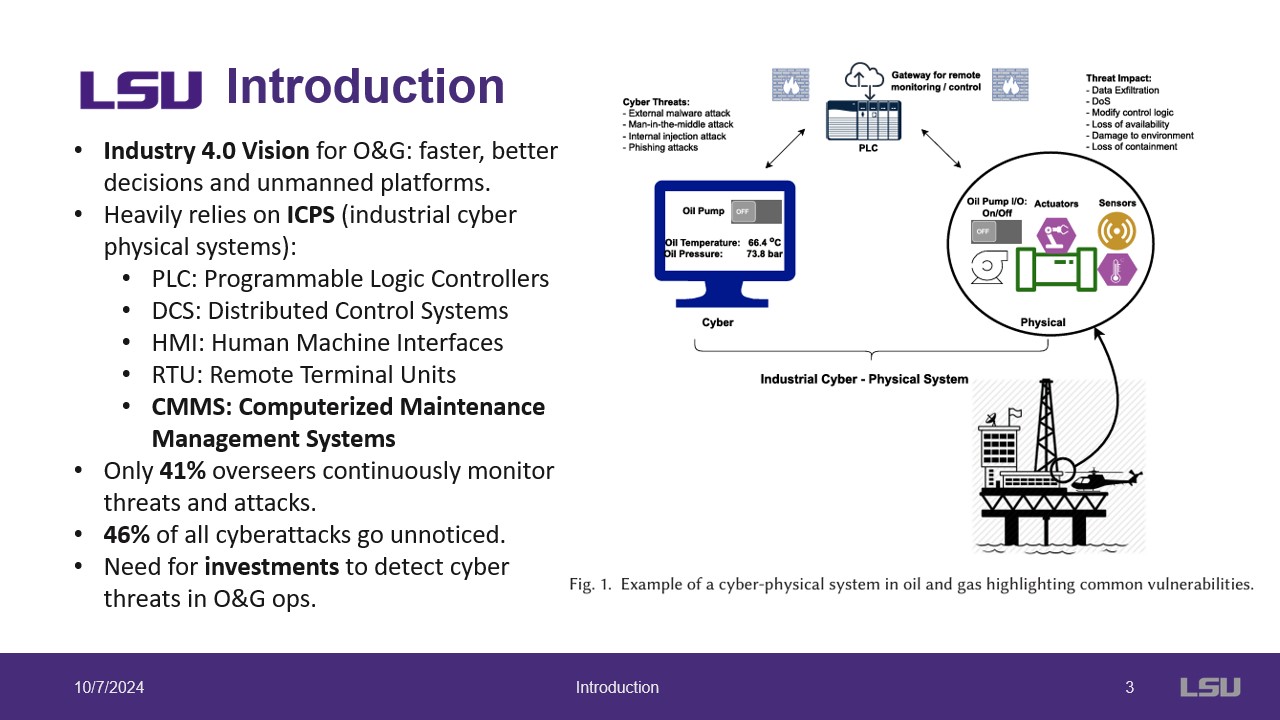 LSU Introduction
• Industry 4.0 Vision for O&G: faster, better
decisions and unmanned platforms.
• Heavily relies on ICPS (industrial cyber
physical systems):
• PLC: Programmable Logic Controllers
• DCS: Distributed Control Systems
• HMI: Human Machine Interfaces
• RTU: Remote Terminal Units
• CMMS: Computerized Maintenance
Management Systems
• Only 41% overseers continuously monitor
threats and attacks.
• 46% of all cyberattacks go unnoticed.
• Need for investments to detect cyber
threats in O&G ops.
Cyber Threats:
- External malware attack
- Man-in-the-middle attack
- Internal injection attack
- Phishing attacks
Gateway for remote
monitoring / control
PLC
Threat Impact:
- Data Exfiltration
- DoS
- Modify control logic
- Loss of availability
- Damage to environment
- Loss of containment
Oil Pump OFF
Oil Temperature: 66.4 °C
Oil Pressure: 73.8 bar
Cyber
Oil Pump I/O:
On/Off
OFF
Actuators
Sensors
Physical
Industrial Cyber - Physical System
Fig. 1. Example of a cyber-physical system in oil and gas highlighting common vulnerabilities.
10/7/2024
Introduction
3
LSU